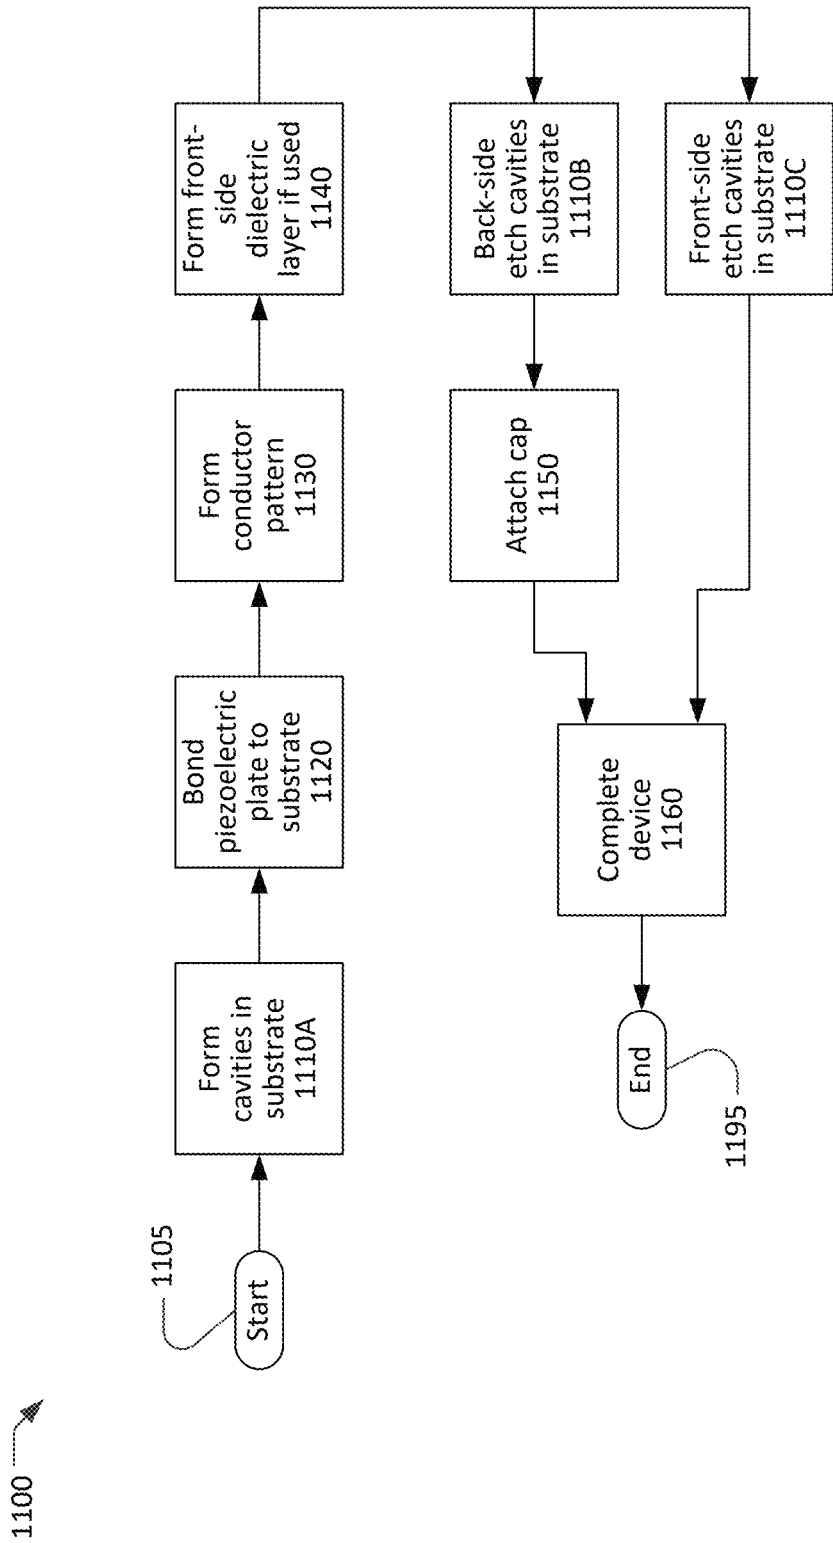 1100
1105
Start
Form
cavities in
substrate
1110A
Bond
piezoelectric
plate to
substrate
1120
Form
conductor
pattern
1130
Form front-
side
dielectric
layer if used
1140
Back-side
etch cavities
in substrate
1110B
Attach cap
1150
Front-side
etch cavities
in substrate
1110C
Complete
device
1160
End
1195